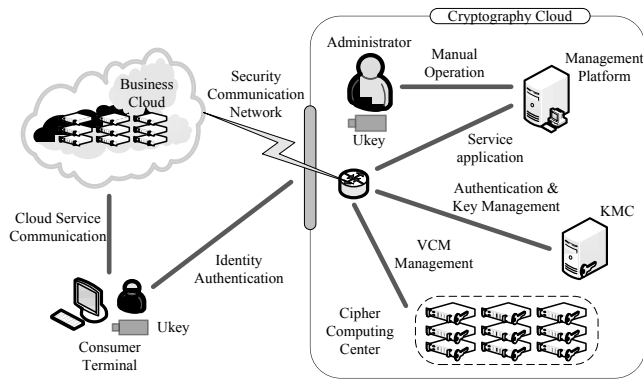 Cryptography Cloud
Administrator
Manual
Operation
Management
Platform
Security
Communication
Network
Business
Cloud
Ukey
Service
application
Authentication &
Key Management
KMC
Cloud Service
Communication
Identity
Authentication
VCM
Management
Cipher
Computing
Center
Ukey
Consumer
Terminal